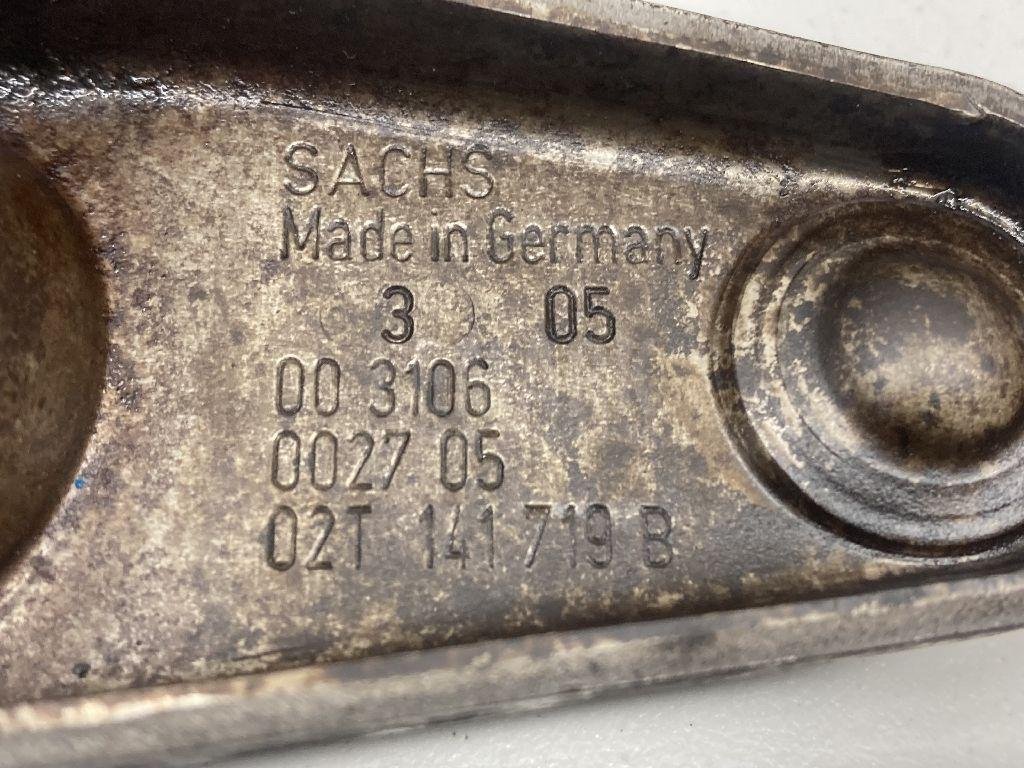 SACHS
Made in Germany
3 05
00 3106
0027 05
02T 141 719 B